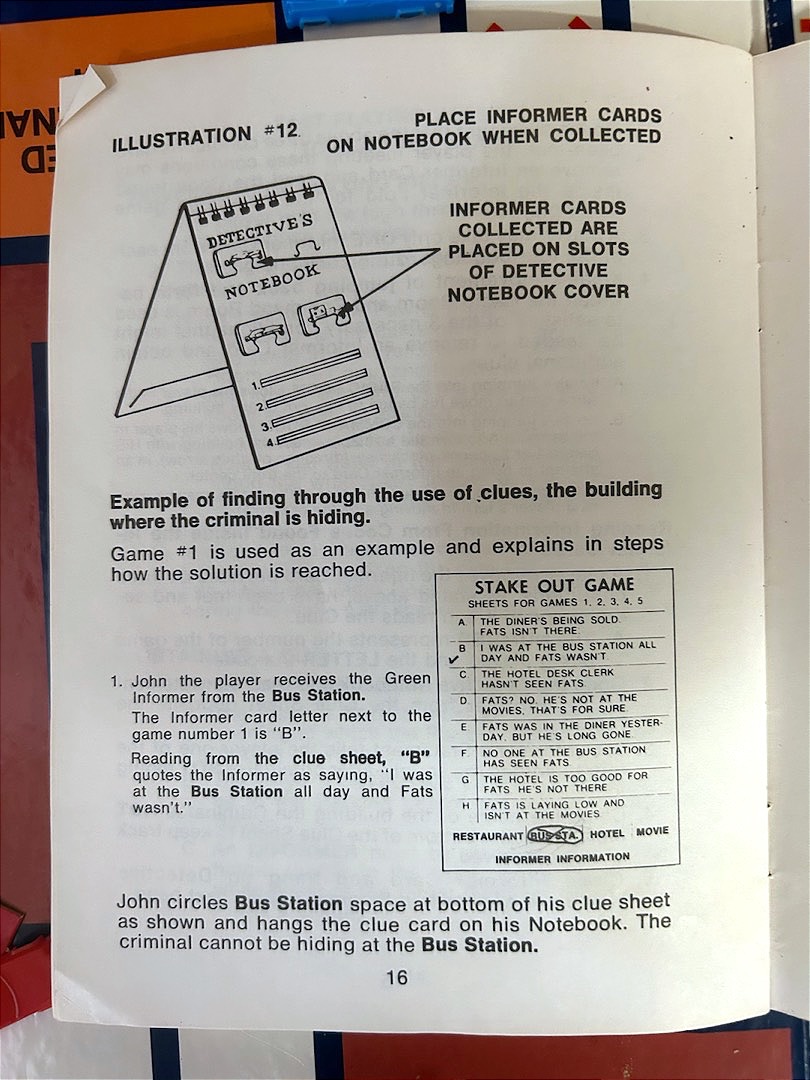 ILLUSTRATION #12
PLACE INFORMER CARDS
ON NOTEBOOK WHEN COLLECTED
DETECTIVE'S
NOTEBOOK
1.
2.
3.
4.
INFORMER CARDS
COLLECTED ARE
PLACED ON SLOTS
OF DETECTIVE
NOTEBOOK COVER
Example of finding through the use of clues, the building
where the criminal is hiding.
Game #1 is used as an example and explains in steps
how the solution is reached.
1. John the player receives the Green
Informer from the Bus Station.
The Informer card letter next to the
game number 1 is "B".
Reading from the clue sheet, "B"
quotes the Informer as saying, "I was
at the Bus Station all day and Fats
wasn't."
STAKE OUT GAME
SHEETS FOR GAMES 1, 2, 3, 4, 5
A. THE DINER'S BEING SOLD.
FATS ISN'T THERE.
B I WAS AT THE BUS STATION ALL
✓ DAY AND FATS WASN'T.
C THE HOTEL DESK CLERK
HASN'T SEEN FATS.
D. FATS? NO. HE'S NOT AT THE
MOVIES, THAT'S FOR SURE.
E FATS WAS IN THE DINER YESTER-
DAY, BUT HE'S LONG GONE.
F. NO ONE AT THE BUS STATION
HAS SEEN FATS.
G THE HOTEL IS TOO GOOD FOR
FATS HE'S NOT THERE
H FATS IS LAYING LOW AND
ISN'T AT THE MOVIES
RESTAURANT BUS STA. HOTEL MOVIE
INFORMER INFORMATION
John circles Bus Station space at bottom of his clue sheet
as shown and hangs the clue card on his Notebook. The
criminal cannot be hiding at the Bus Station.
16